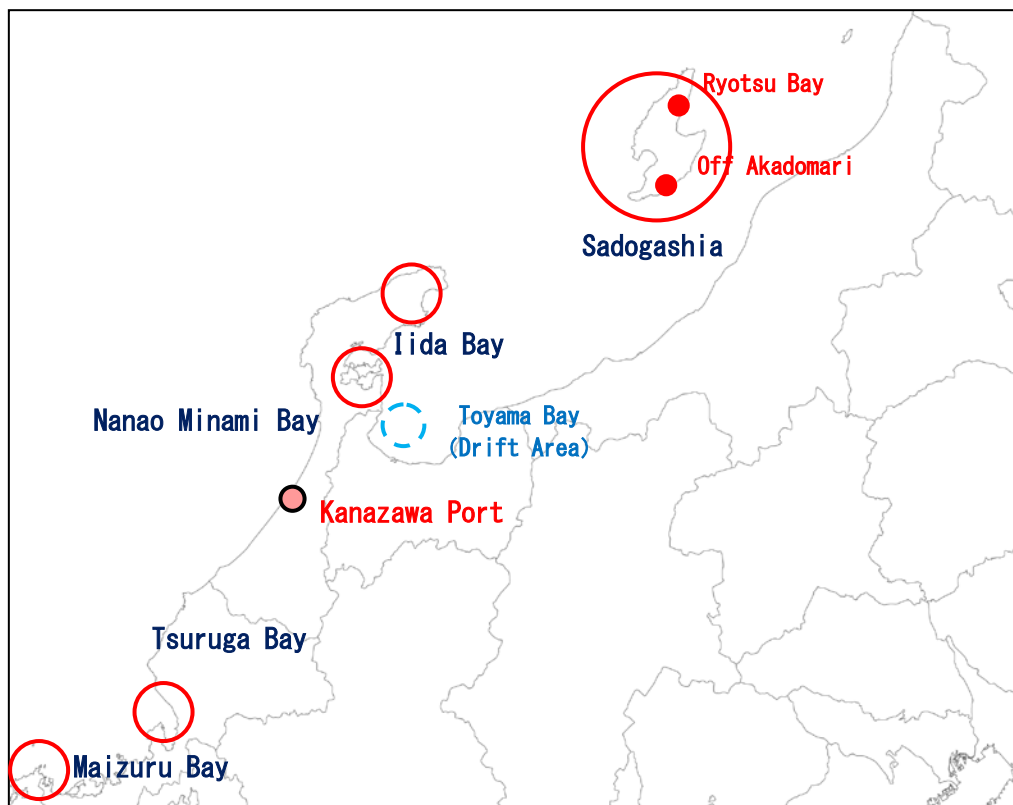 Ryotsu Bay
Off Akadomari
Sadogashia
Iida Bay
Nanao Minami Bay
Toyama Bay
(Drift Area)
Kanazawa Port
Tsuruga Bay
Maizuru Bay